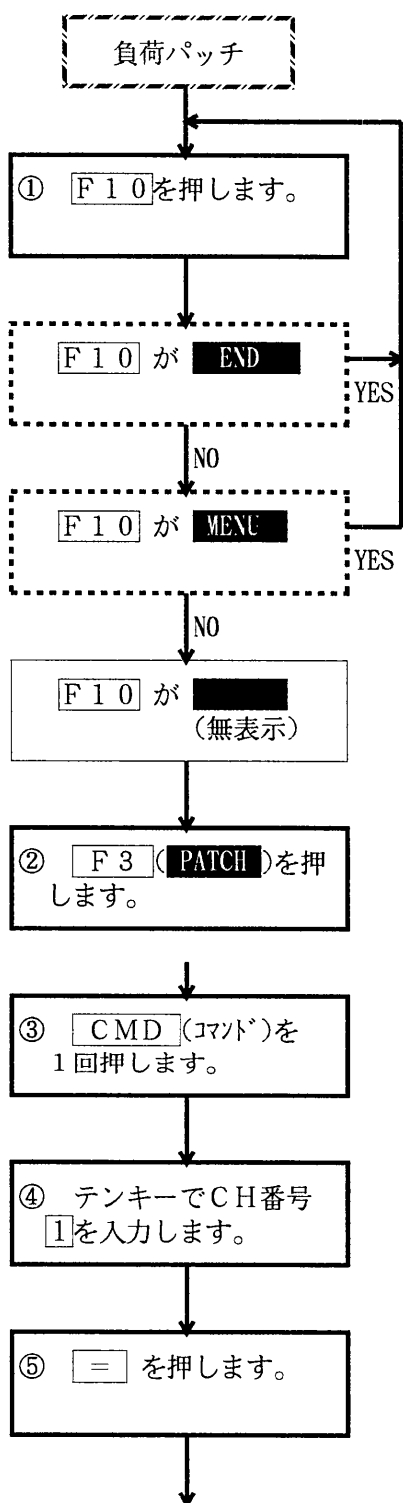 負荷パッチ
① F10を押します。
F10 が END
YES
NO
F10 が MENU
YES
NO
F10 が
(無表示)
② F3 (PATCH)を押
します。
③ CMD (ｺﾏﾝﾄﾞ)を
1回押します。
④ テンキーでCH番号
1を入力します。
⑤ = を押します。